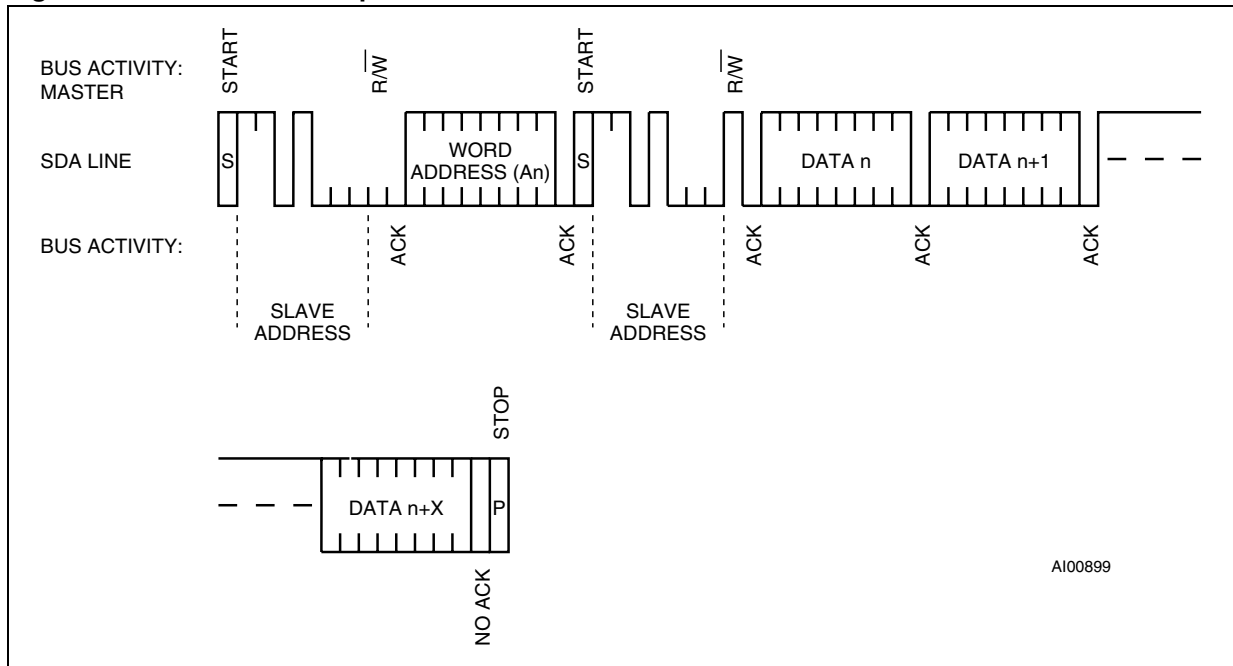 BUS ACTIVITY:
MASTER
START
R/W
START
R/W
SDA LINE
S
WORD
ADDRESS (An)
S
DATA n
DATA n+1
BUS ACTIVITY:
ACK
ACK
ACK
ACK
ACK
SLAVE
ADDRESS
SLAVE
ADDRESS
STOP
DATA n+X
P
NO ACK
AI00899